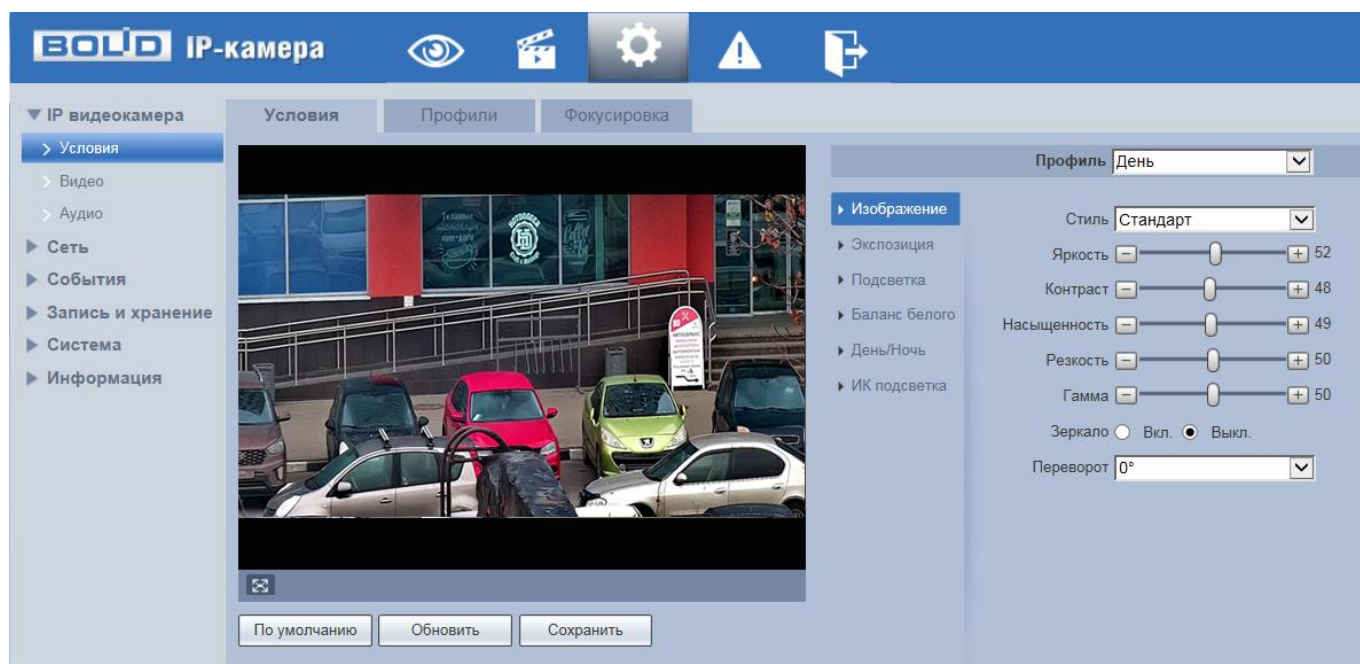 BOLID IP-камера
IP видеокамера
Условия
Видео
Аудио
Сеть
События
Запись и хранение
Система
Информация
Условия Профили Фокусировка
HOTDOGGER
По умолчанию Обновить Сохранить
Профиль День
Изображение
Экспозиция
Подсветка
Баланс белого
День/Ночь
ИК подсветка
Стиль Стандарт
Яркость 52
Контраст 48
Насыщенность 49
Резкость 50
Гамма 50
Зеркало Вкл. Выкл.
Переворот 0°